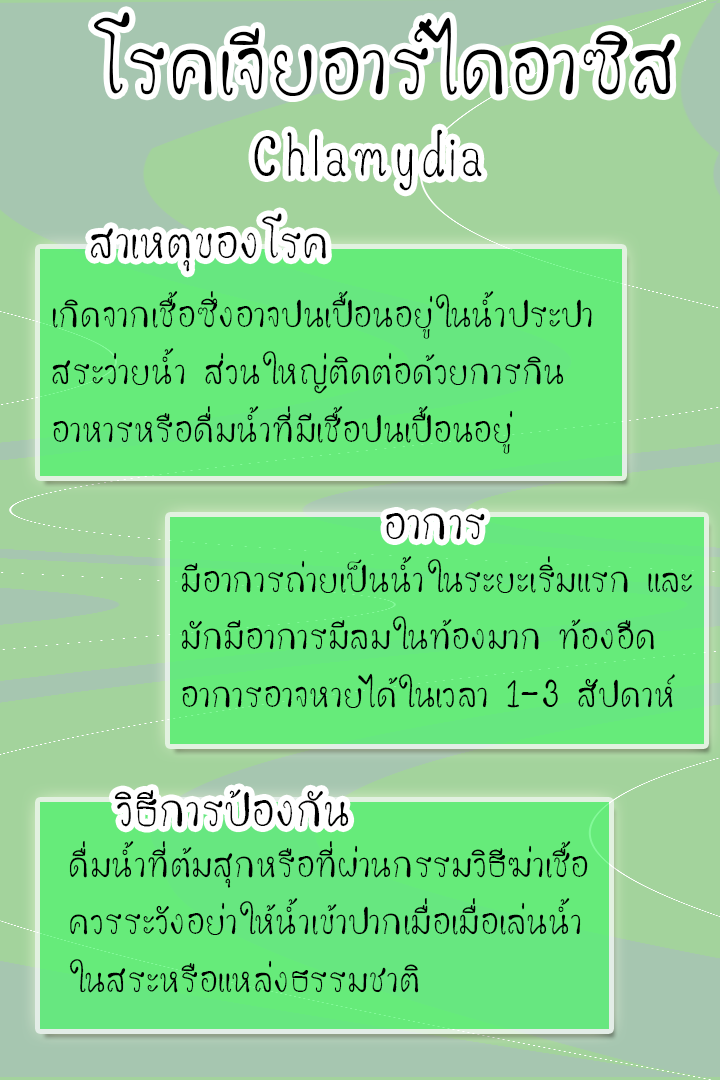 โรคเจียอาร์ไดอาซิส
Chlamydia
สาเหตุของโรค
เกิดจากเชื้อซึ่งอาจปนเปื้อนอยู่ในน้ำประปา
สระว่ายน้ำ ส่วนใหญ่ติดต่อด้วยการกิน
อาหารหรือดื่มน้ำที่มีเชื้อปนเปื้อนอยู่
อาการ
มีอาการถ่ายเป็นน้ำในระยะเริ่มแรก และ
มักมีอาการมีลมในท้องมาก ท้องอืด
อาการอาจหายได้ในเวลา 1-3 สัปดาห์
วิธีการป้องกัน
ดื่มน้ำที่ต้มสุกหรือที่ผ่านกรรมวิธีฆ่าเชื้อ
ควรระวังอย่าให้น้ำเข้าปากเมื่อเมื่อเล่นน้ำ
ในสระหรือแหล่งธรรมชาติ